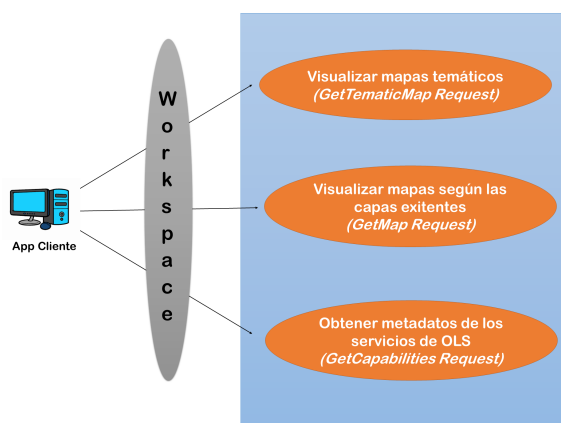 App Cliente
Workspace
Visualizar mapas temáticos
(GetTematicMap Request)
Visualizar mapas según las
capas exitentes
(GetMap Request)
Obtener metadatos de los
servicios de OLS
(GetCapabilities Request)